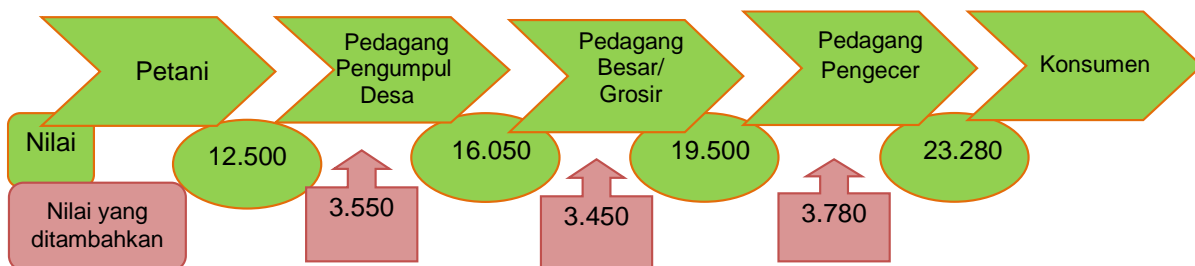 Petani
Pedagang
Pengumpul
Desa
Pedagang
Besar/
Grosir
Pedagang
Pengecer
Konsumen
Nilai
12.500
16.050
19.500
23.280
Nilai yang
ditambahkan
3.550
3.450
3.780